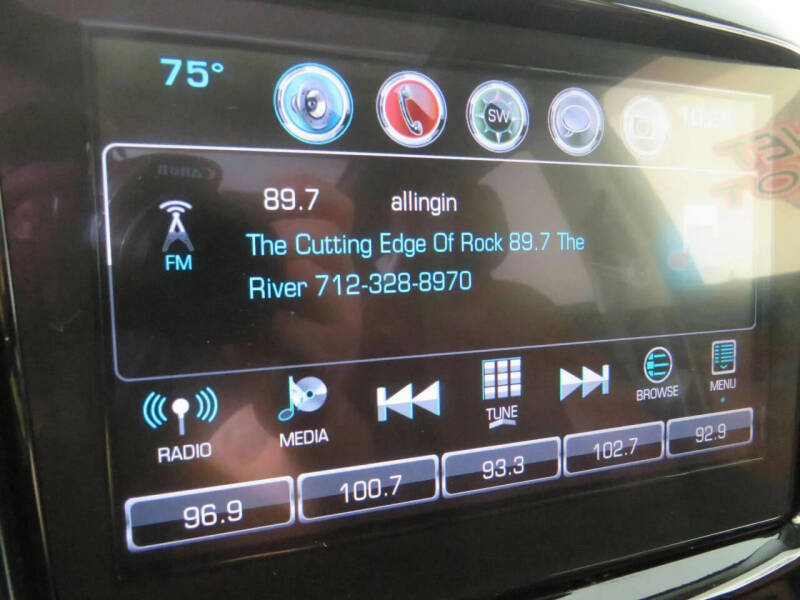 75°
SW
Canon
89.7 allingin
FM
The Cutting Edge Of Rock 89.7 The
River 712-328-8970
RADIO
MEDIA
TUNE
BROWSE
MENU
96.9
100.7
93.3
102.7
92.9